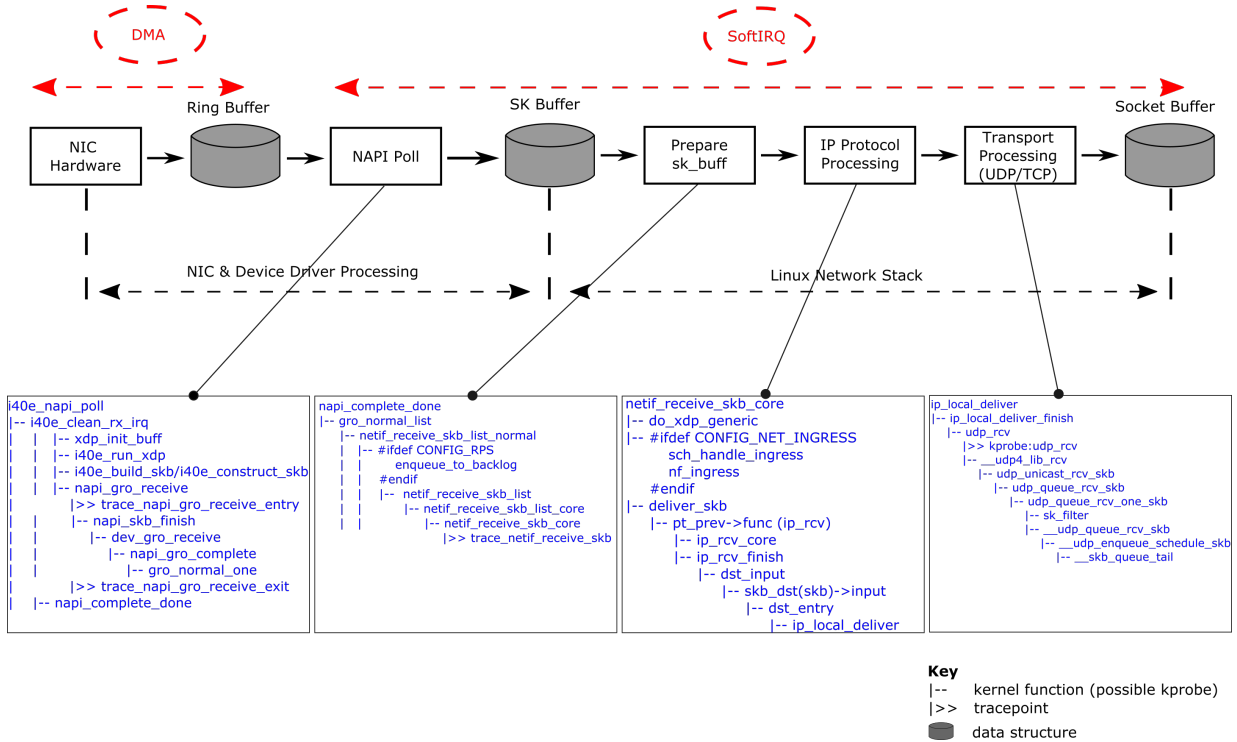 DMA
SoftIRQ
Ring Buffer
SK Buffer
Socket Buffer
NIC
Hardware
NAPI Poll
Prepare
sk_buff
IP Protocol
Processing
Transport
Processing
(UDP/TCP)
NIC & Device Driver Processing
Linux Network Stack
i40e_napi_poll
|-- i40e_clean_rx_irq
|    |    |-- xdp_init_buff
|    |    |-- i40e_run_xdp
|    |    |-- i40e_build_skb/i40e_construct_skb
|    |    |-- napi_gro_receive
|         |>> trace_napi_gro_receive_entry
|    |    |-- napi_skb_finish
|    |       |-- dev_gro_receive
|    |          |-- napi_gro_complete
|    |             |-- gro_normal_one
|         |>> trace_napi_gro_receive_exit
|    |-- napi_complete_done
napi_complete_done
|-- gro_normal_list
|-- netif_receive_skb_list_normal
|    |-- #ifdef CONFIG_RPS
|    |    enqueue_to_backlog
|    #endif
|    |    |-- netif_receive_skb_list
|    |       |-- netif_receive_skb_list_core
|    |          |-- netif_receive_skb_core
|>> trace_netif_receive_skb
netif_receive_skb_core
|-- do_xdp_generic
|-- #ifdef CONFIG_NET_INGRESS
sch_handle_ingress
nf_ingress
#endif
|-- deliver_skb
|-- pt_prev->func (ip_rcv)
|-- ip_rcv_core
|-- ip_rcv_finish
|-- dst_input
|-- skb_dst(skb)->input
|-- dst_entry
|-- ip_local_deliver
ip_local_deliver
|-- ip_local_deliver_finish
|-- udp_rcv
|>> kprobe:udp_rcv
|-- __udp4_lib_rcv
|-- udp_unicast_rcv_skb
|-- udp_queue_rcv_skb
|-- udp_queue_rcv_one_skb
|-- sk_filter
|-- __udp_queue_rcv_skb
|-- __udp_enqueue_schedule_skb
|-- __skb_queue_tail
Key
|-- kernel function (possible kprobe)
|>> tracepoint
data structure